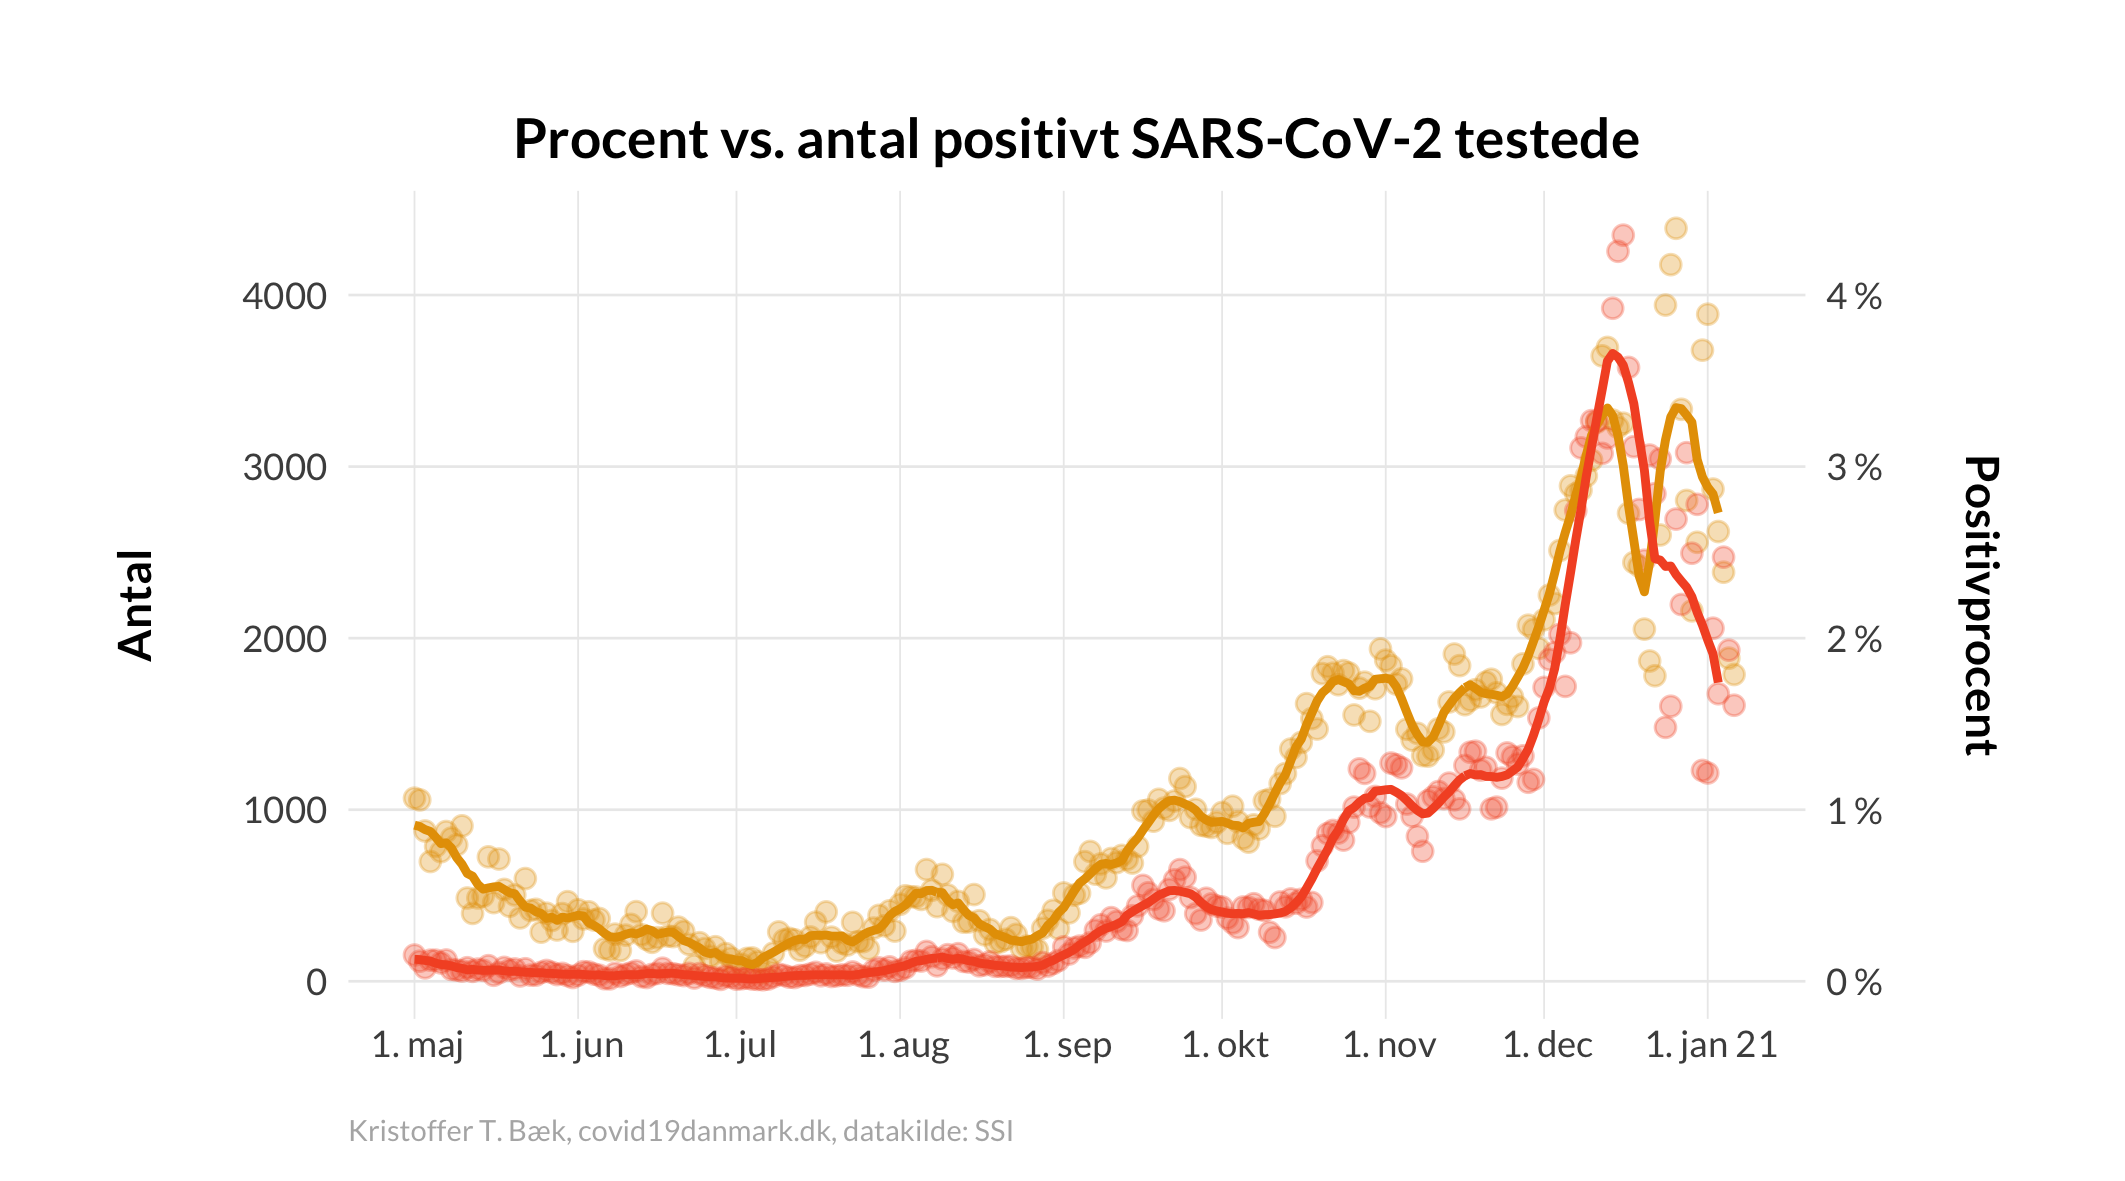 Procent vs. antal positivt SARS-CoV-2 testede
Antal
4000
3000
2000
1000
0
4 %
3 %
2 %
1 %
0 %
Positivprocent
1. maj
1. jun
1. jul
1. aug
1. sep
1. okt
1. nov
1. dec
1. jan 21
Kristoffer T. Bæk, covid19danmark.dk, datakilde: SSI